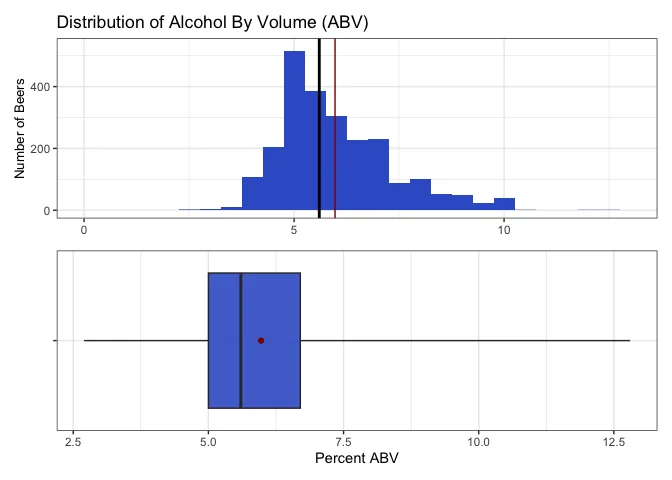 Distribution of Alcohol By Volume (ABV)
Number of Beers
400
200
0
0 5 10
2.5 5.0 7.5 10.0 12.5
Percent ABV